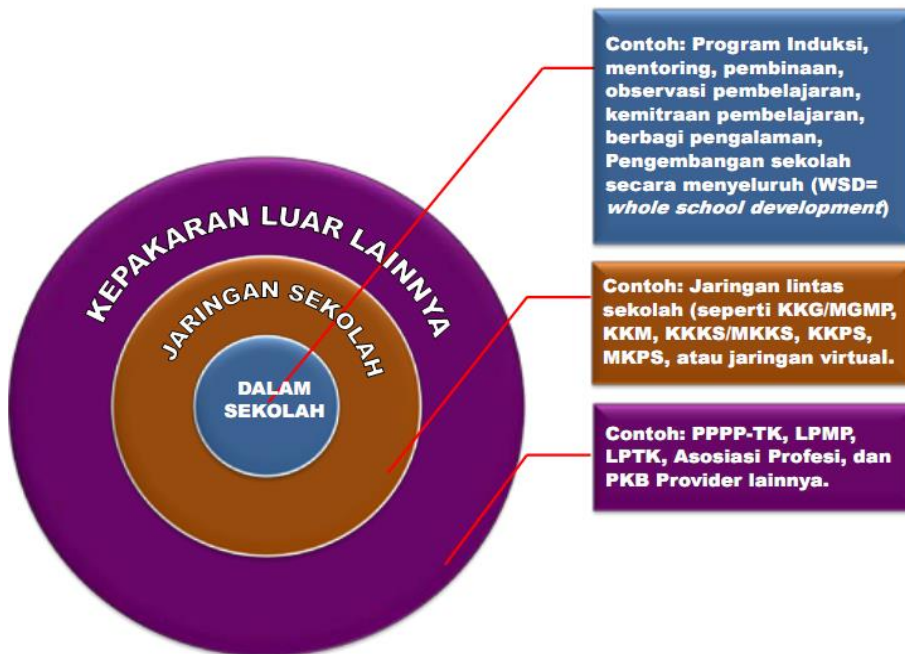 KEPAKARAN LUAR LAINNYA
JARINGAN SEKOLAH
DALAM
SEKOLAH
Contoh: Program Induksi,
mentoring, pembinaan,
observasi pembelajaran,
kemitraan pembelajaran,
berbagi pengalaman,
Pengembangan sekolah
secara menyeluruh (WSD=
whole school development)
Contoh: Jaringan lintas
sekolah (seperti KKG/MGMP,
KKM, KKKS/MKKS, KKPS,
MKPS, atau jaringan virtual.
Contoh: PPPP-TK, LPMP,
LPTK, Asosiasi Profesi, dan
PKB Provider lainnya.